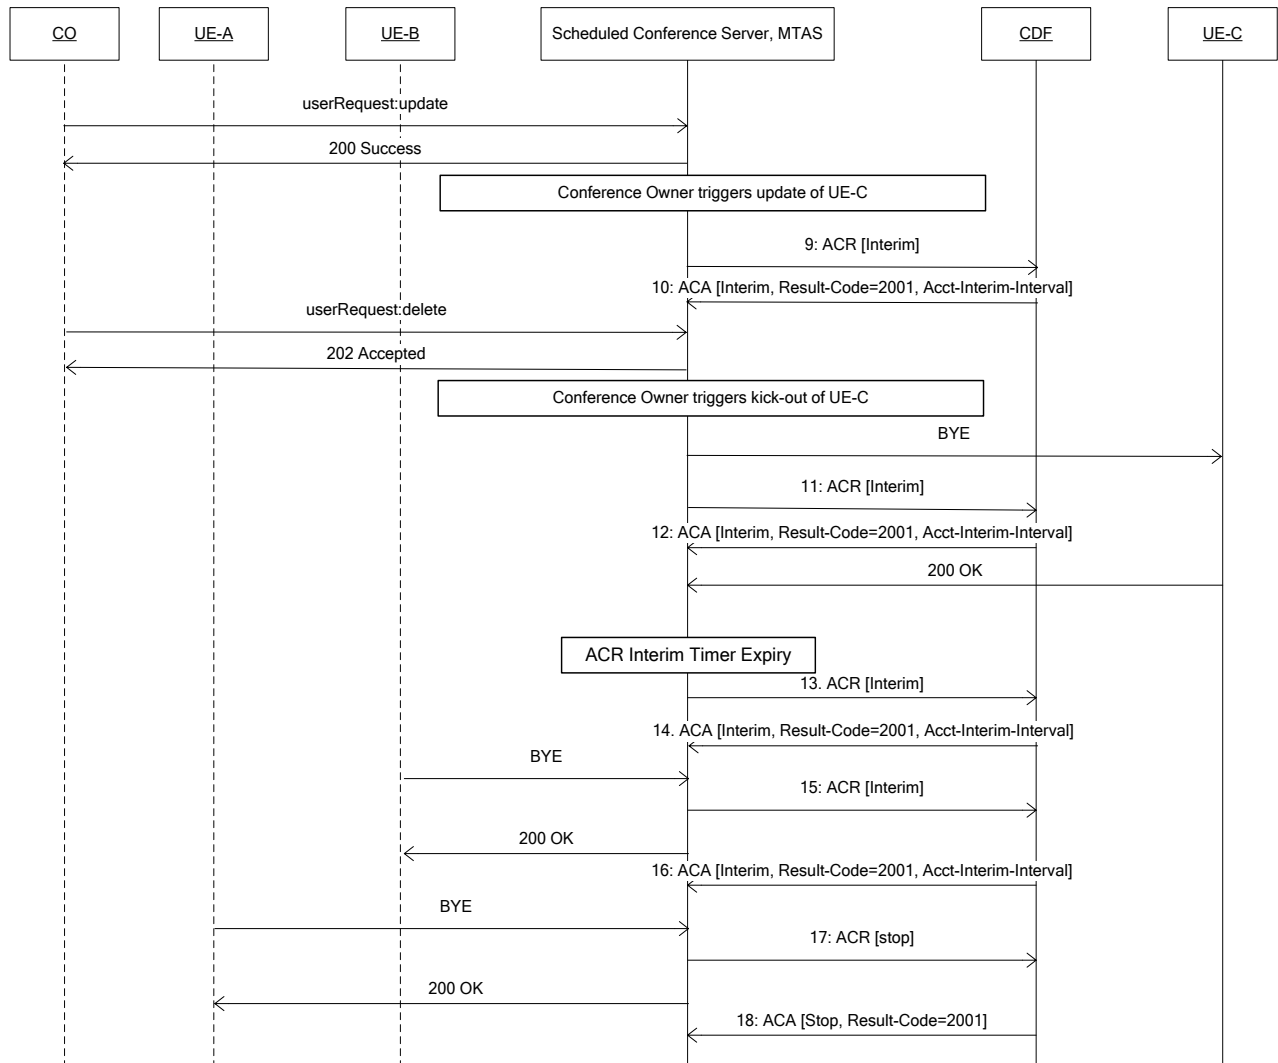 CO
UE-A
UE-B
Scheduled Conference Server, MTAS
CDF
UE-C
userRequest:update
200 Success
Conference Owner triggers update of UE-C
9: ACR [Interim]
10: ACA [Interim, Result-Code=2001, Acct-Interim-Interval]
userRequest:delete
202 Accepted
Conference Owner triggers kick-out of UE-C
BYE
11: ACR [Interim]
12: ACA [Interim, Result-Code=2001, Acct-Interim-Interval]
200 OK
ACR Interim Timer Expiry
13. ACR [Interim]
14. ACA [Interim, Result-Code=2001, Acct-Interim-Interval]
BYE
15: ACR [Interim]
200 OK
16: ACA [Interim, Result-Code=2001, Acct-Interim-Interval]
BYE
17: ACR [stop]
200 OK
18: ACA [Stop, Result-Code=2001]